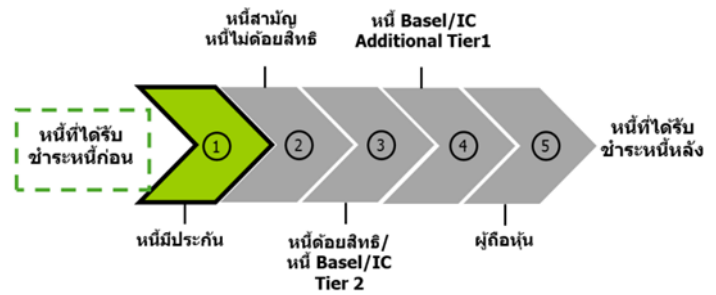 หนี้สามัญ
หนี้ไม่ด้อยสิทธิ
หนี้ Basel/IC
Additional Tier1
หนี้ที่ได้รับ
ชำระหนี้ก่อน
1
2
3
4
5
หนี้ที่ได้รับ
ชำระหนี้หลัง
หนี้มีประกัน
หนี้ด้อยสิทธิ/
หนี้ Basel/IC
Tier 2
ผู้ถือหุ้น